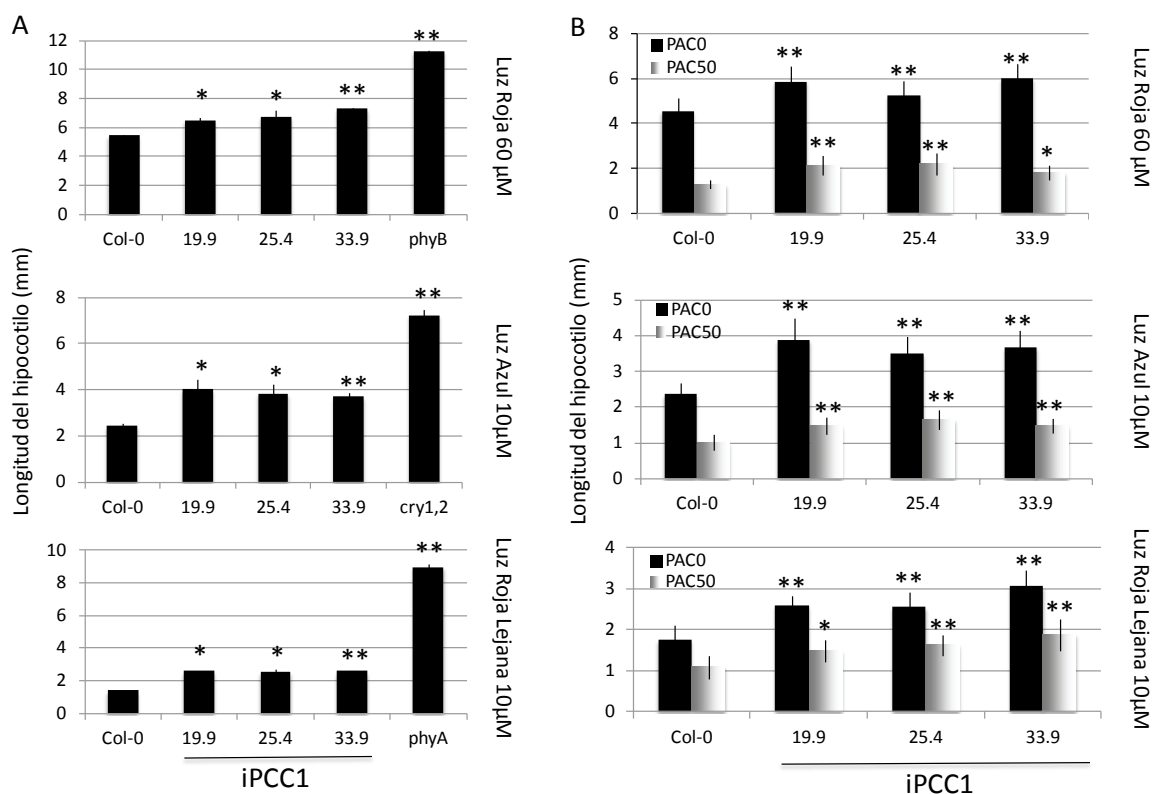 A
12
10
8
6
4
2
0
**
*
*
**
Col-0 19.9 25.4 33.9 phyB
Luz Roja 60 µM
Longitud del hipocotilo (mm)
8
6
4
2
0
*
*
**
**
Col-0 19.9 25.4 33.9 cry1,2
Luz Azul 10µM
10
8
6
4
2
0
*
*
**
**
Col-0 19.9 25.4 33.9 phyA
Luz Roja Lejana 10µM
iPCC1
B
8
6
4
2
0
PAC0
PAC50
** ** **
** ** *
Col-0 19.9 25.4 33.9
Luz Roja 60 µM
Longitud del hipocotilo (mm)
5
4
3
2
1
0
PAC0
PAC50
** ** **
** ** **
Col-0 19.9 25.4 33.9
Luz Azul 10µM
4
3
2
1
0
PAC0
PAC50
** ** **
* ** **
Col-0 19.9 25.4 33.9
Luz Roja Lejana 10µM
iPCC1